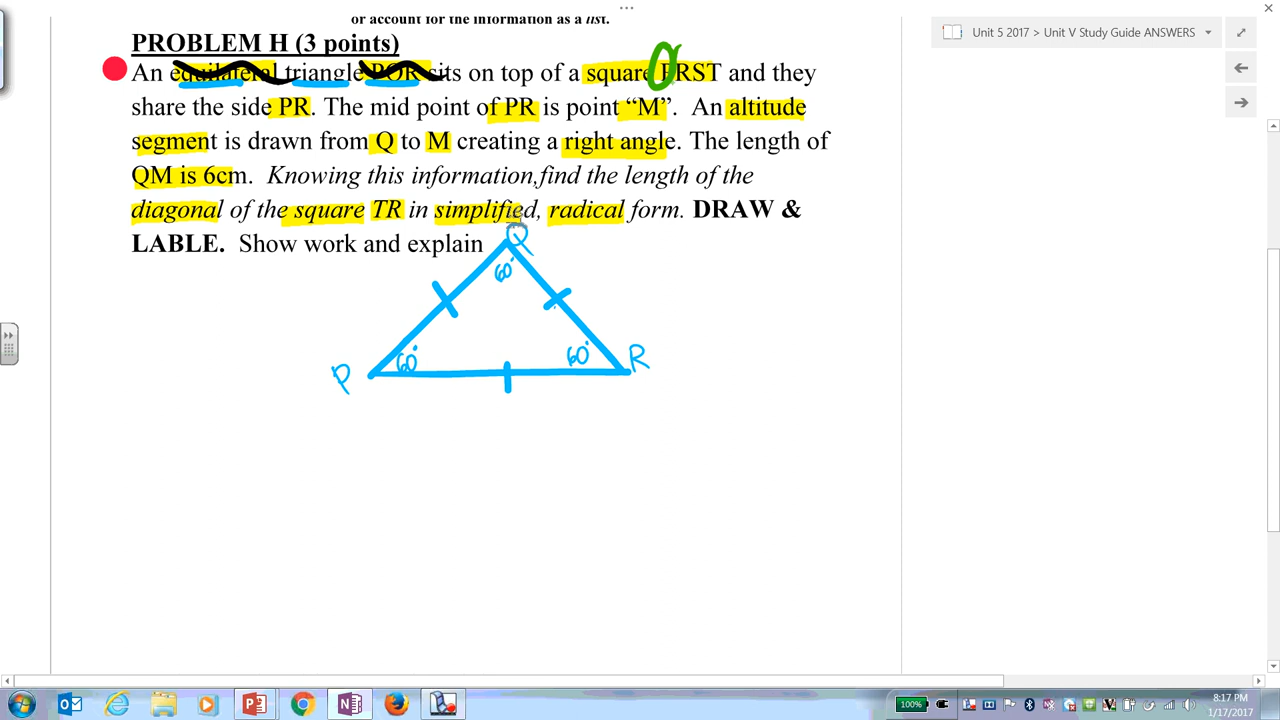 or account for the information as a list.
Unit 5 2017 > Unit V Study Guide ANSWERS
PROBLEM H (3 points)
An equilateral triangle PQR sits on top of a square PRST and they
share the side PR. The mid point of PR is point “M”. An altitude
segment is drawn from Q to M creating a right angle. The length of
QM is 6cm. Knowing this information,find the length of the
diagonal of the square TR in simplified, radical form. DRAW &
LABLE. Show work and explain
Q
60°
60°
60°
P
R
100%
8:17 PM
1/17/2017